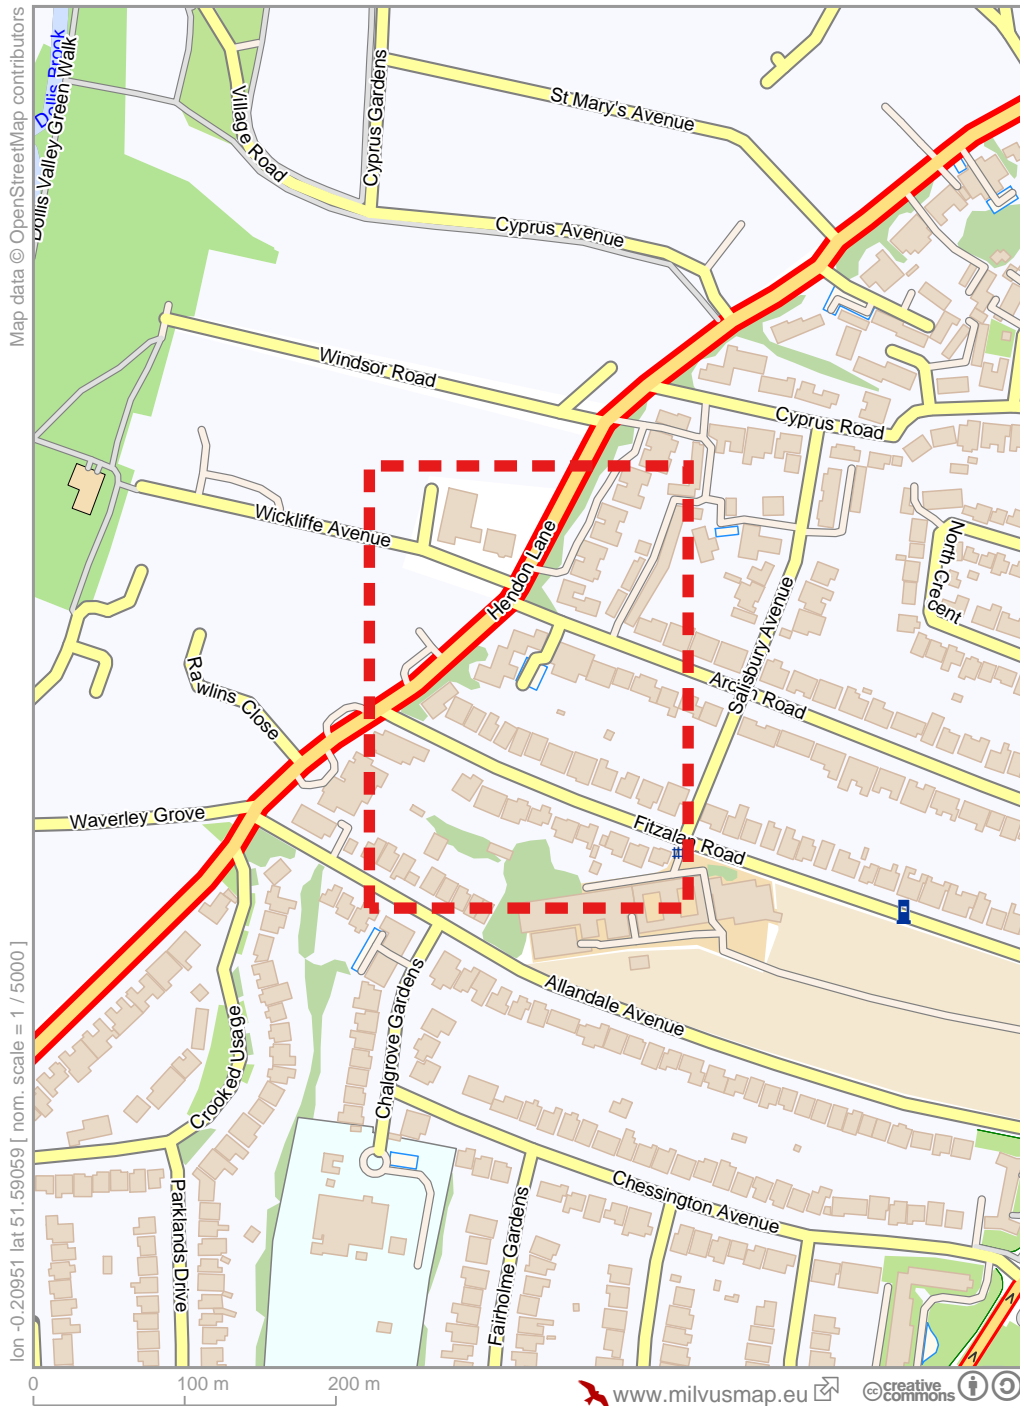 Map data © OpenStreetMap contributors
lon -0.20951 lat 51.59059 [ nom. scale = 1 / 5000 ]
Dollis Brook
Dollis Valley Green Walk
Village Road
Cyprus Gardens
St Mary's Avenue
Cyprus Avenue
Windsor Road
Cyprus Road
Wickliffe Avenue
Hendon Lane
North Crescent
Salisbury Avenue
Rawlins Close
Arden Road
Waverley Grove
Fitzalan Road
Allandale Avenue
Chalgrove Gardens
Crooked Usage
Chessington Avenue
Parklands Drive
Fairholme Gardens
0
100 m
200 m
www.milvusmap.eu
cc creative commons